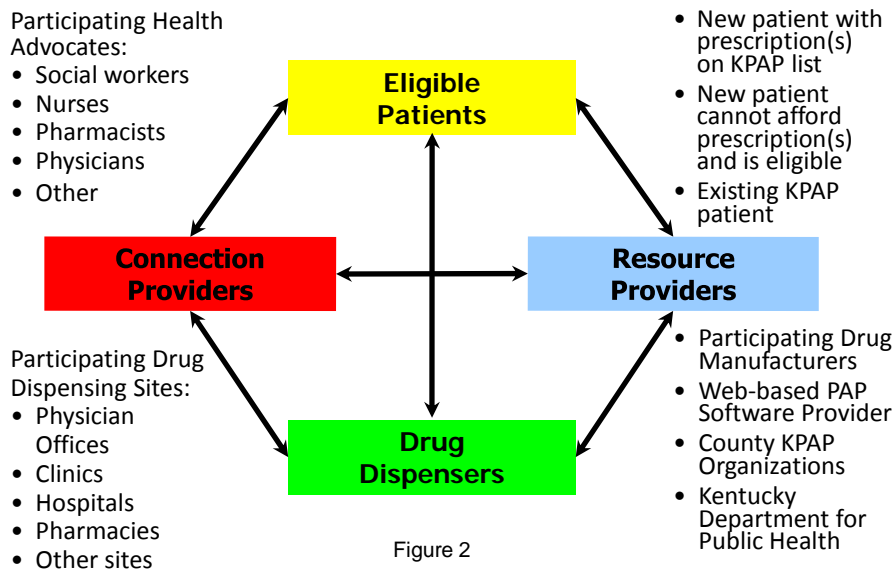 Participating Health
Advocates:
• Social workers
• Nurses
• Pharmacists
• Physicians
• Other
Eligible
Patients
• New patient with
prescription(s)
on KPAP list
• New patient
cannot afford
prescription(s)
and is eligible
• Existing KPAP
patient
Connection
Providers
Resource
Providers
Participating Drug
Dispensing Sites:
• Physician
Offices
• Clinics
• Hospitals
• Pharmacies
• Other sites
Drug
Dispensers
• Participating Drug
Manufacturers
• Web-based PAP
Software Provider
• County KPAP
Organizations
• Kentucky
Department for
Public Health
Figure 2